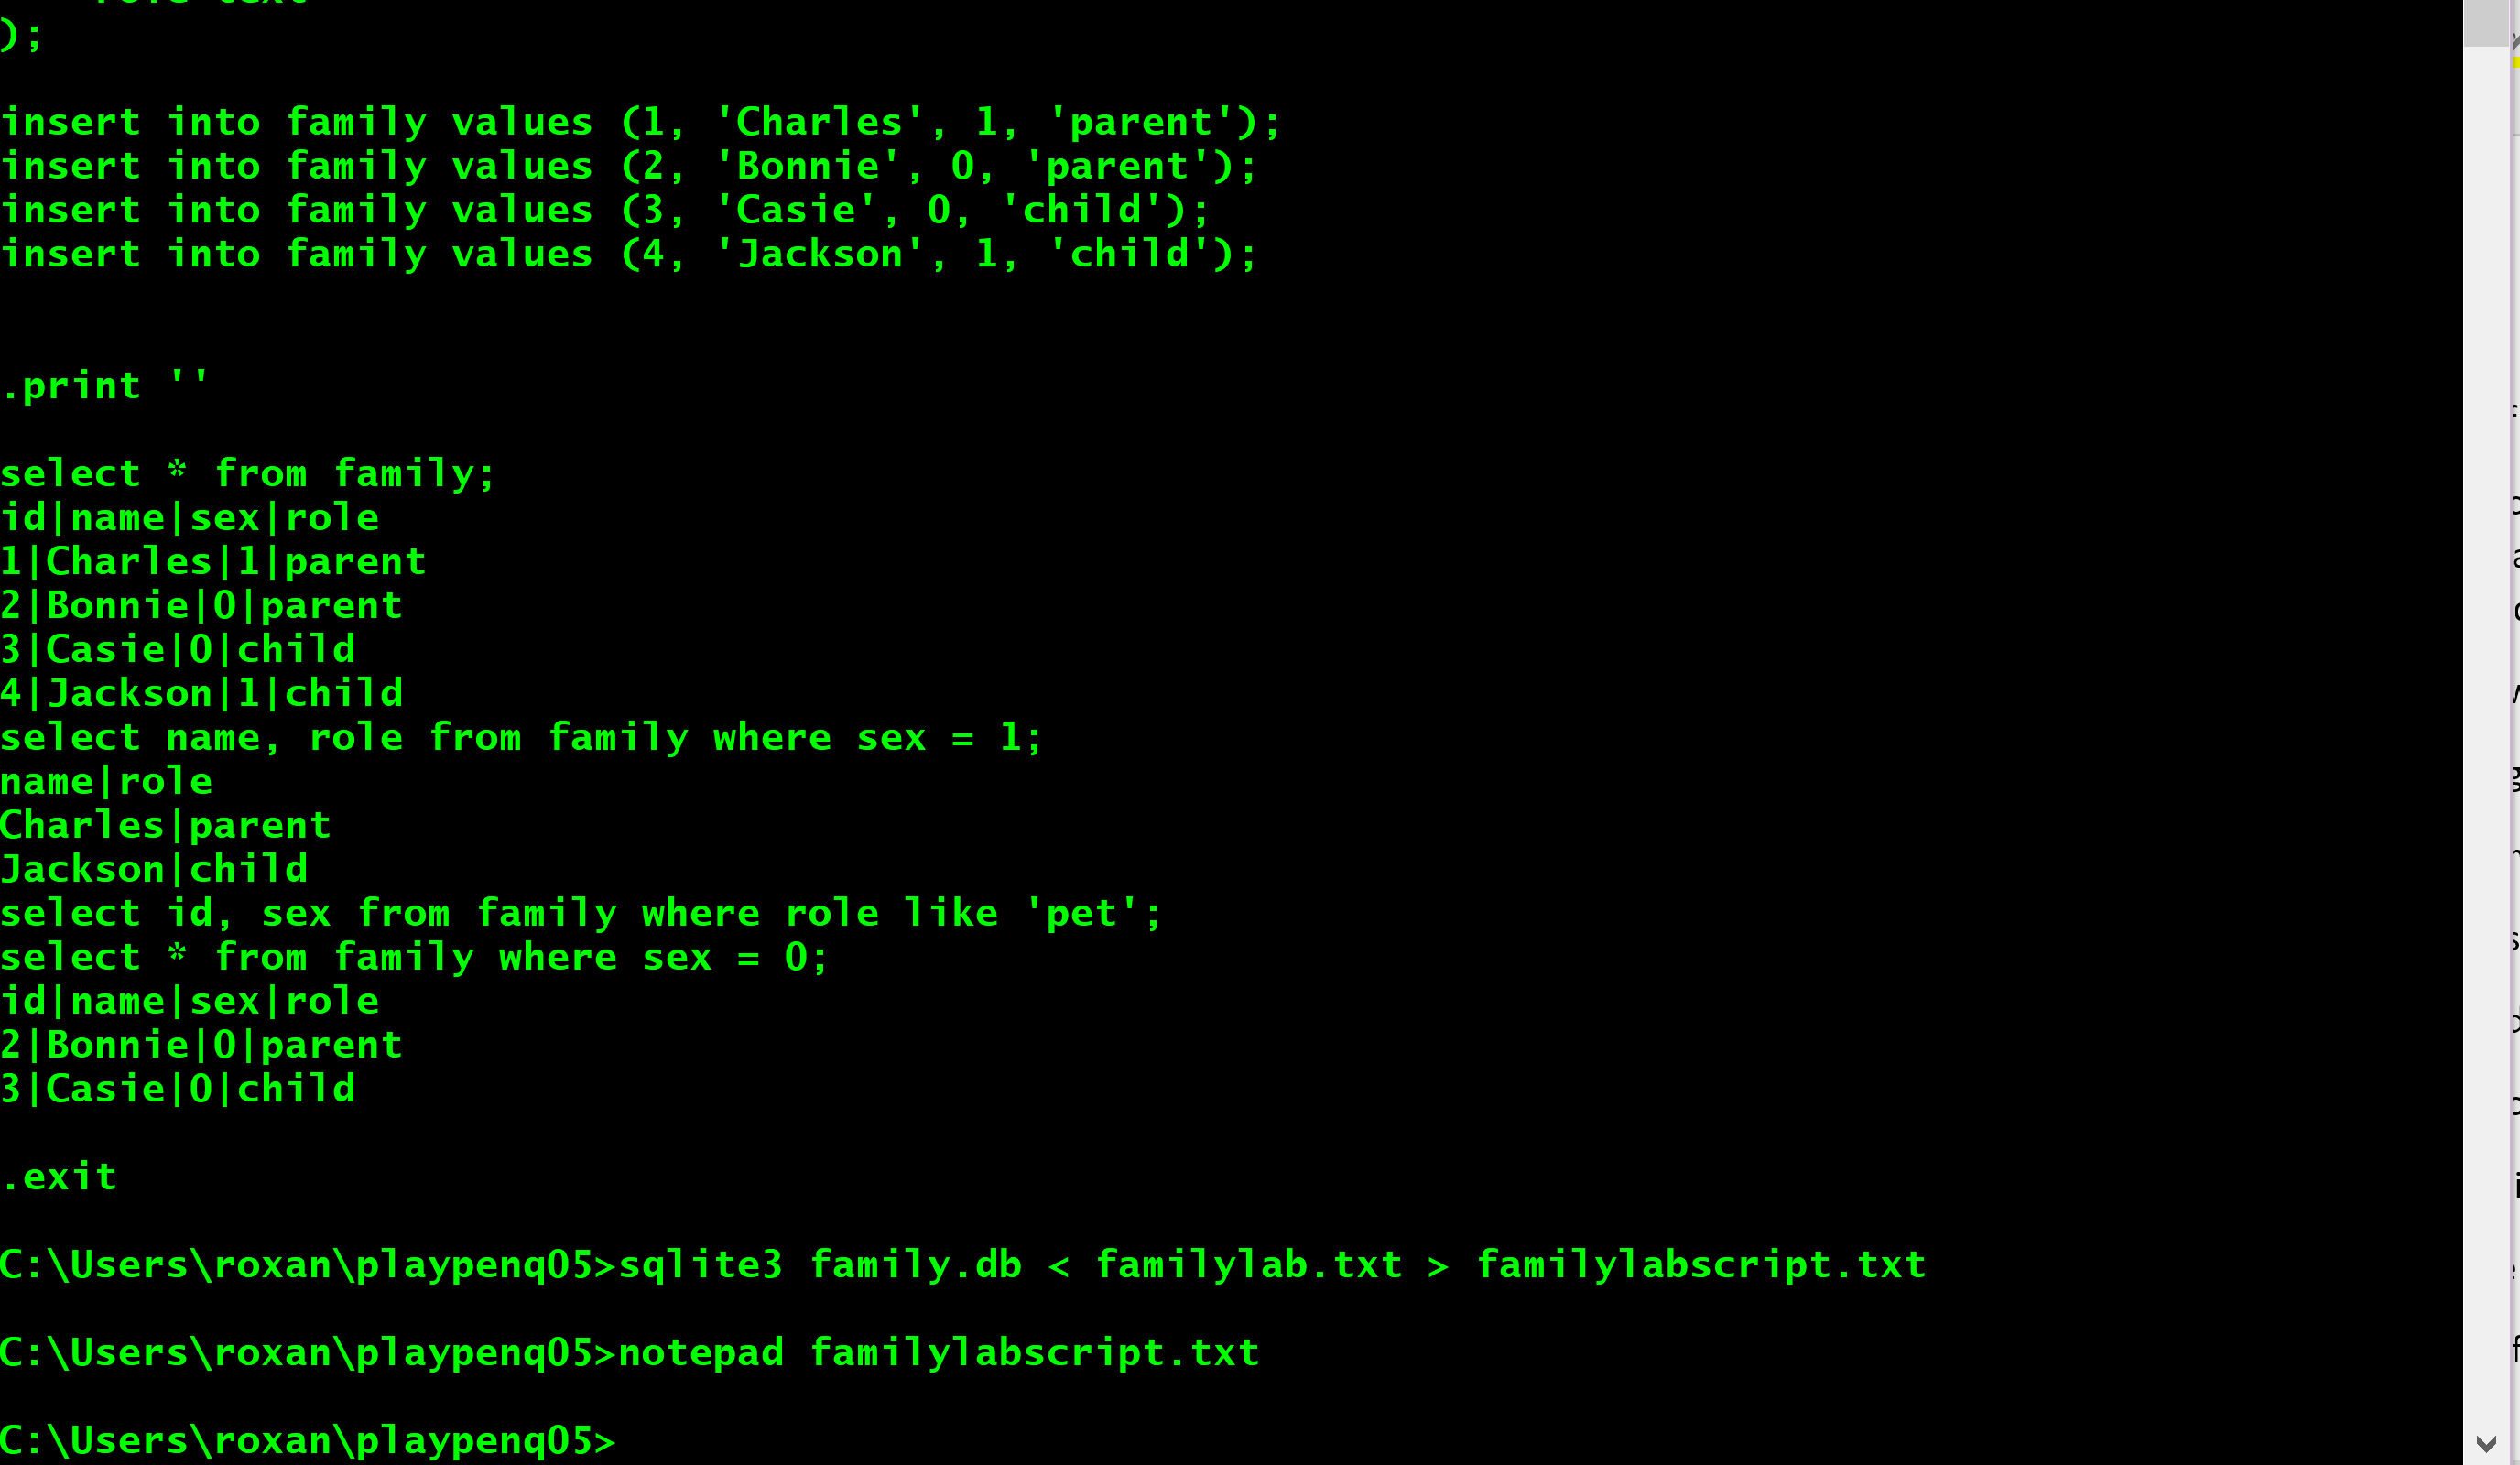 role text
);
insert into family values (1, 'Charles', 1, 'parent');
insert into family values (2, 'Bonnie', 0, 'parent');
insert into family values (3, 'Casie', 0, 'child');
insert into family values (4, 'Jackson', 1, 'child');
.print ''
select * from family;
id|name|sex|role
1|Charles|1|parent
2|Bonnie|0|parent
3|Casie|0|child
4|Jackson|1|child
select name, role from family where sex = 1;
name|role
Charles|parent
Jackson|child
select id, sex from family where role like 'pet';
select * from family where sex = 0;
id|name|sex|role
2|Bonnie|0|parent
3|Casie|0|child
.exit
C:\Users\roxan\playpenq05>sqlite3 family.db < familylab.txt > familylabscript.txt
C:\Users\roxan\playpenq05>notepad familylabscript.txt
C:\Users\roxan\playpenq05>